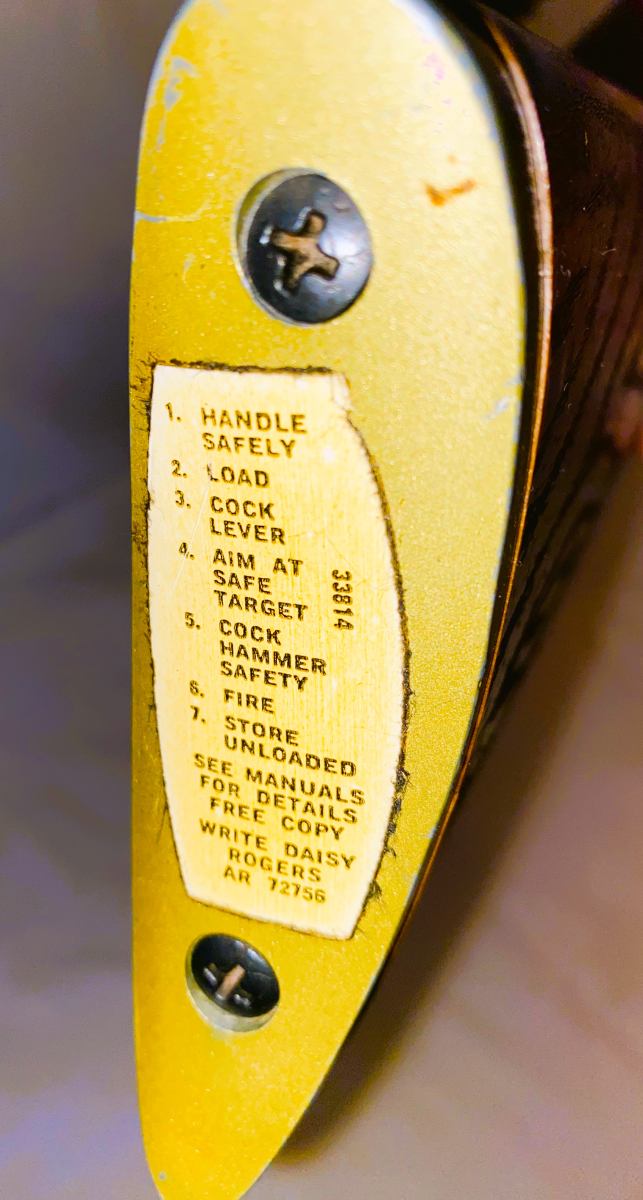 1. HANDLE
SAFELY
2. LOAD
3. COCK
LEVER
4. AIM AT
SAFE
TARGET
5. COCK
HAMMER
SAFETY
6. FIRE
7. STORE
UNLOADED
SEE MANUALS
FOR DETAILS
FREE COPY
WRITE DAISY
ROGERS
AR 72756
33814